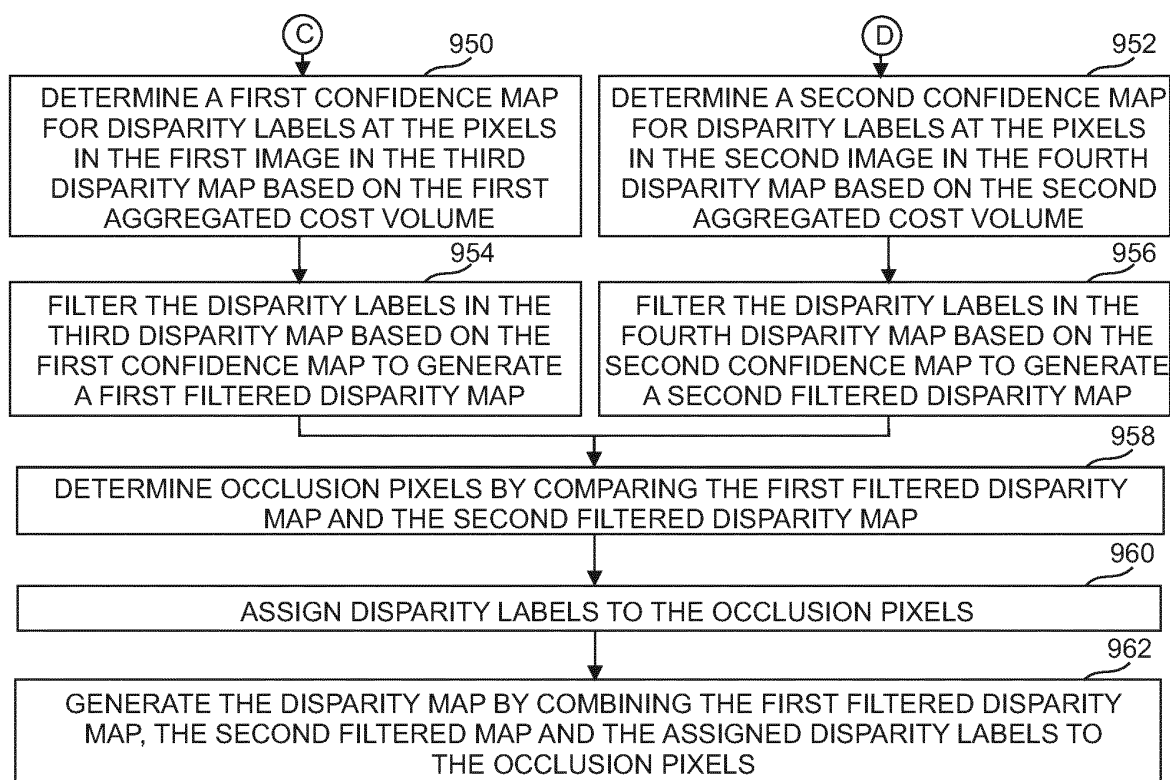 C
950
DETERMINE A FIRST CONFIDENCE MAP
FOR DISPARITY LABELS AT THE PIXELS
IN THE FIRST IMAGE IN THE THIRD
DISPARITY MAP BASED ON THE FIRST
AGGREGATED COST VOLUME
D
952
DETERMINE A SECOND CONFIDENCE MAP
FOR DISPARITY LABELS AT THE PIXELS
IN THE SECOND IMAGE IN THE FOURTH
DISPARITY MAP BASED ON THE SECOND
AGGREGATED COST VOLUME
954
FILTER THE DISPARITY LABELS IN THE
THIRD DISPARITY MAP BASED ON THE
FIRST CONFIDENCE MAP TO GENERATE
A FIRST FILTERED DISPARITY MAP
956
FILTER THE DISPARITY LABELS IN THE
FOURTH DISPARITY MAP BASED ON THE
SECOND CONFIDENCE MAP TO GENERATE
A SECOND FILTERED DISPARITY MAP
958
DETERMINE OCCLUSION PIXELS BY COMPARING THE FIRST FILTERED DISPARITY
MAP AND THE SECOND FILTERED DISPARITY MAP
960
ASSIGN DISPARITY LABELS TO THE OCCLUSION PIXELS
962
GENERATE THE DISPARITY MAP BY COMBINING THE FIRST FILTERED DISPARITY
MAP, THE SECOND FILTERED MAP AND THE ASSIGNED DISPARITY LABELS TO
THE OCCLUSION PIXELS